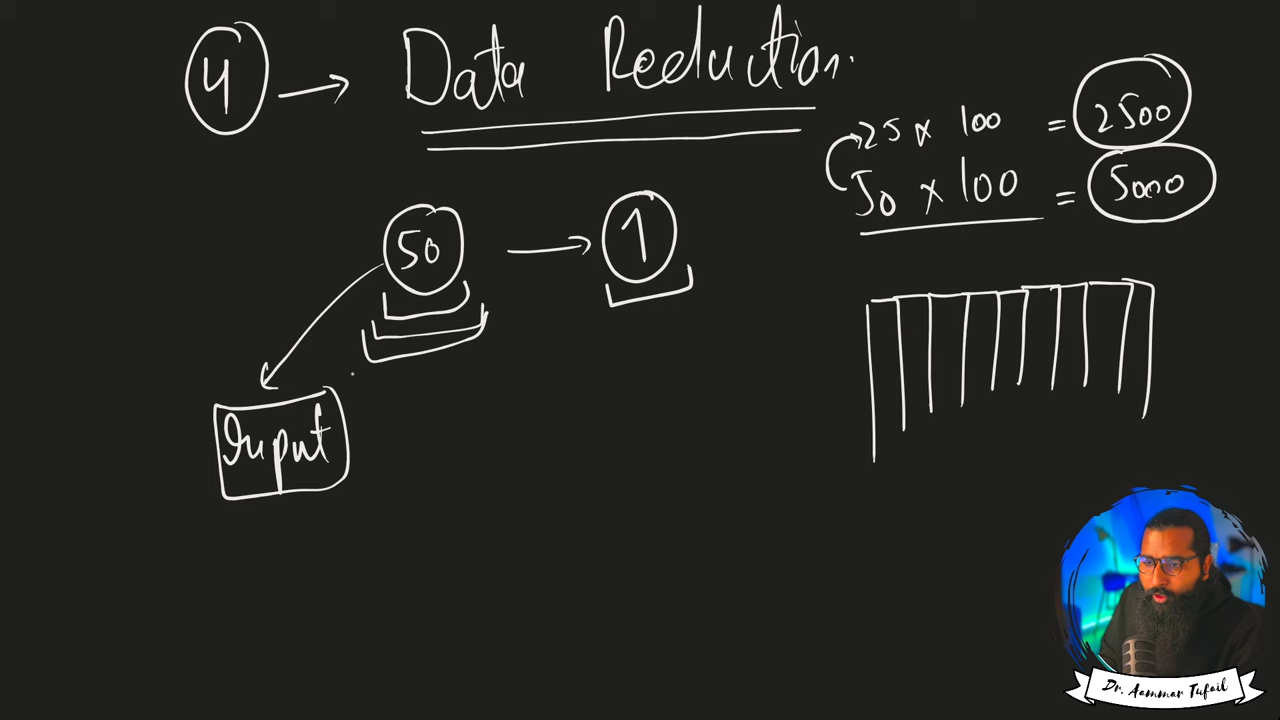 4 → Data Reduction.
25 x 100 = 2500
50 x 100 = 5000
50 → 1
Input
Dr. Aammar Tufail